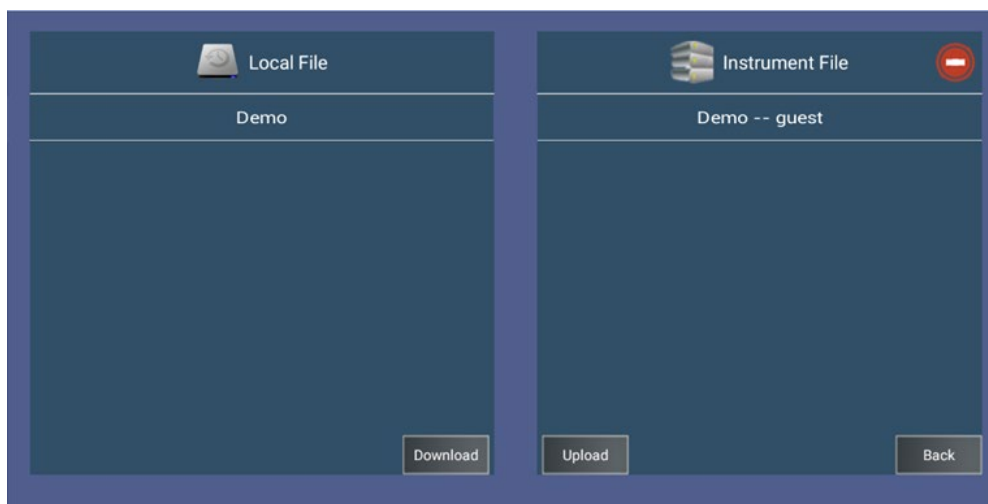 Local File
Demo
Download
Instrument File
Demo -- guest
Upload
Back